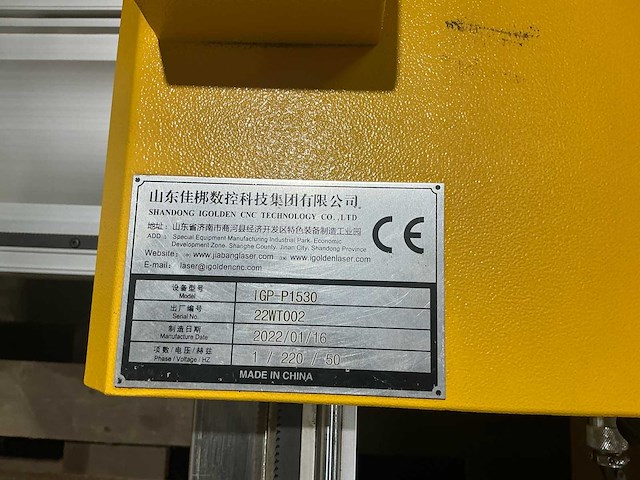 山东佳梆数控科技集团有限公司
SHANDONG IGOLDEN CNC TECHNOLOGY CO.,LTD
地址：山东省济南市商河县经济开发区特色装备制造工业园
ADD.： Special Equipment Manufacturing Industrial Park, Economic
Development Zone, Shanghe County, Jinan City, Shandong Province
Website： www.jiabanglaser.com www.igoldenlaser.com
E-mail： laser@igoldencnc.com
CE
设备型号 IGP-P1530
Model
出厂编号 22WT002
Serial No.
制造日期 2022/01/16
Manufacture Date
项数/电压/赫兹 1 / 220 / 50
Phase / Voltage / HZ
MADE IN CHINA